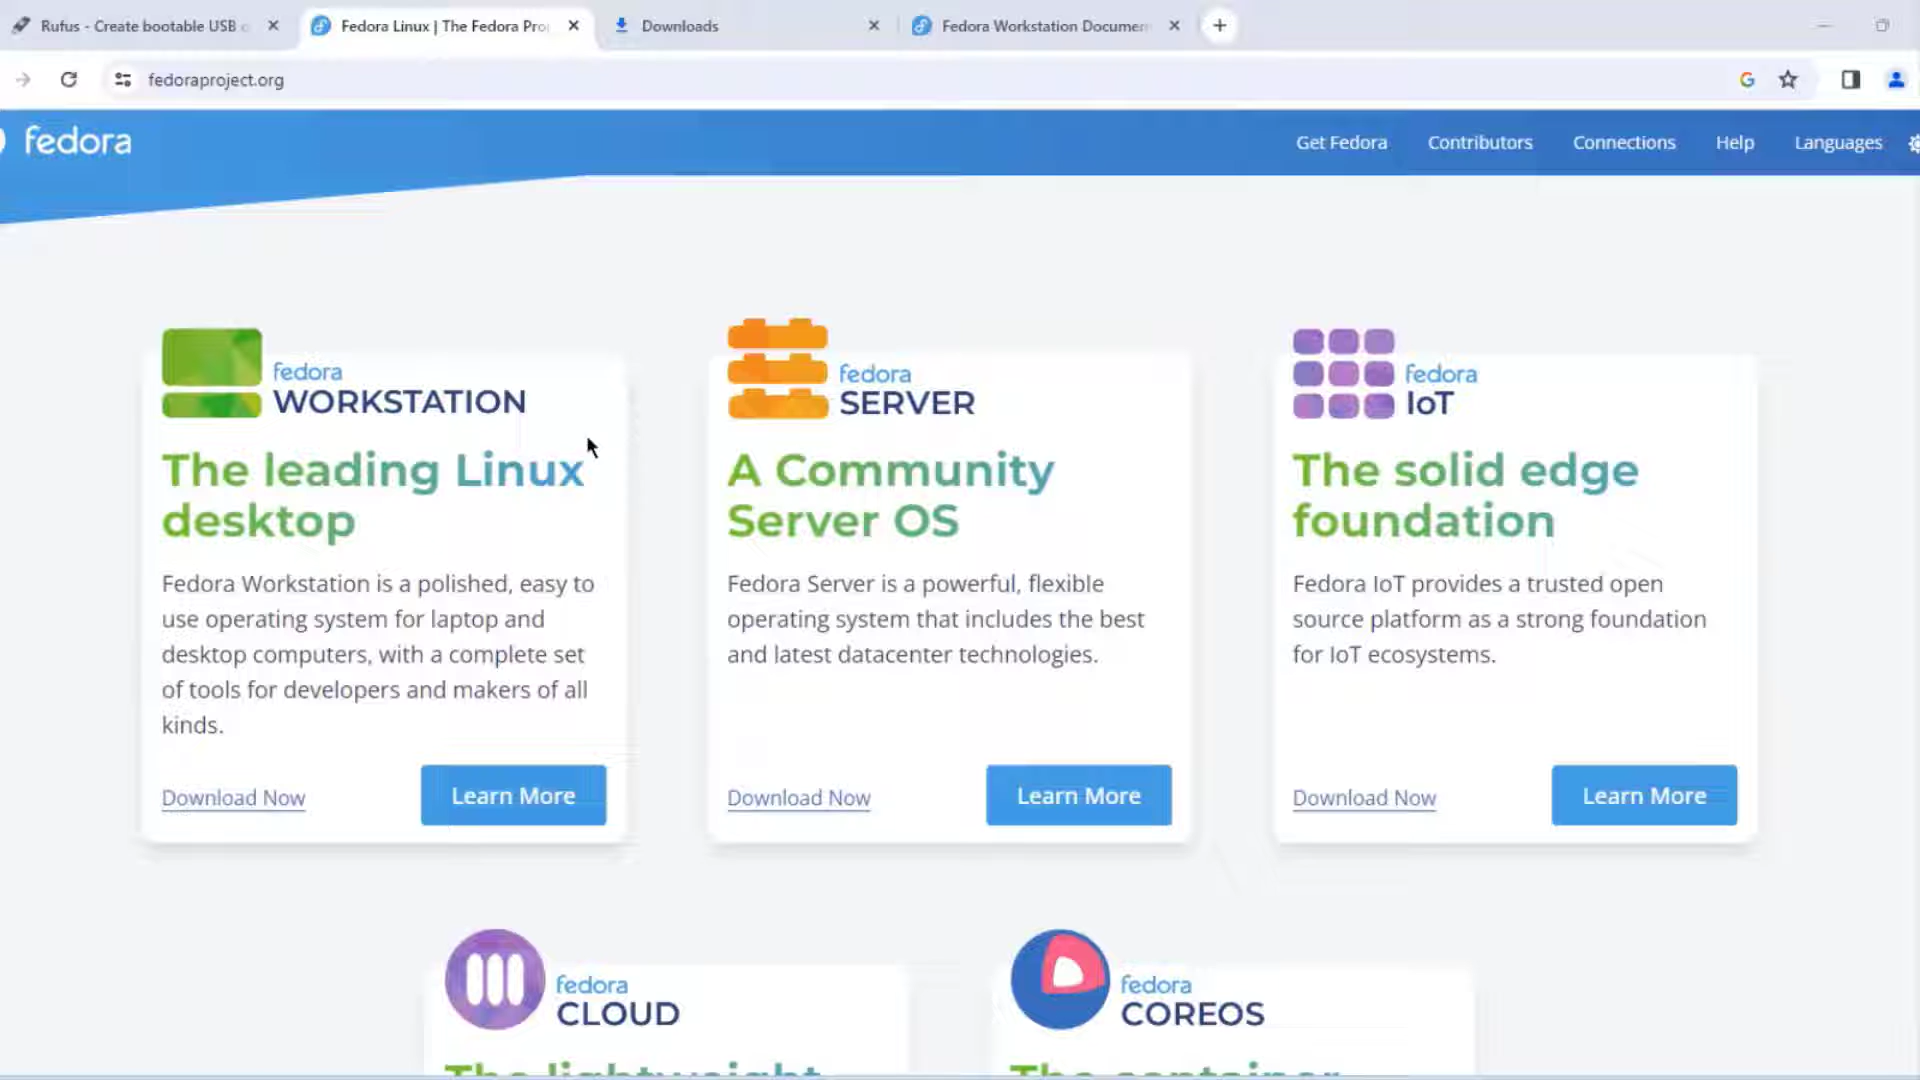 Rufus - Create bootable USB
Fedora Linux | The Fedora Pro
Downloads
Fedora Workstation Documen
fedoraproject.org
fedora
Get Fedora
Contributors
Connections
Help
Languages
fedora
WORKSTATION
The leading Linux
desktop
Fedora Workstation is a polished, easy to
use operating system for laptop and
desktop computers, with a complete set
of tools for developers and makers of all
kinds.
Download Now
Learn More
fedora
SERVER
A Community
Server OS
Fedora Server is a powerful, flexible
operating system that includes the best
and latest datacenter technologies.
Download Now
Learn More
fedora
IoT
The solid edge
foundation
Fedora IoT provides a trusted open
source platform as a strong foundation
for IoT ecosystems.
Download Now
Learn More
fedora
CLOUD
The lightweight
fedora
COREOS
The container